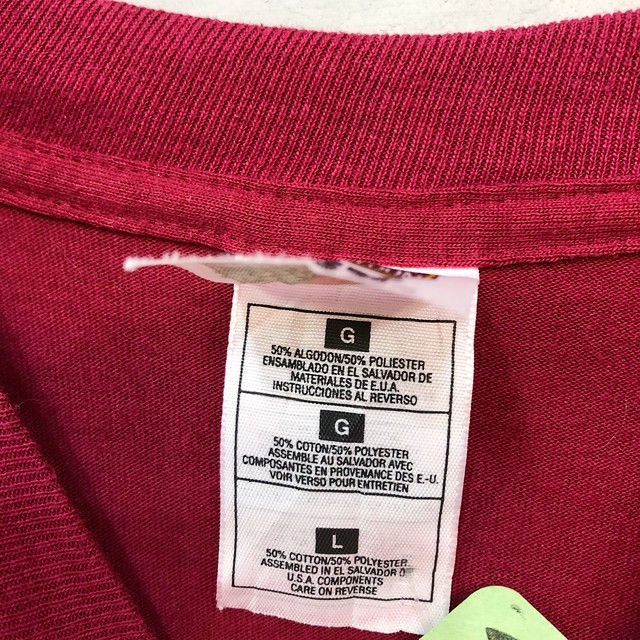 G
50% ALGODON/50% POLIESTER
ENSAMBLADO EN EL SALVADOR DE
MATERIALES DE E.U.A.
INSTRUCCIONES AL REVERSO
G
50% COTON/50% POLYESTER
ASSEMBLE AU SALVADOR AVEC
COMPOSANTES EN PROVENANCE DES E.-U.
VOIR VERSO POUR ENTRETIEN
L
50% COTTON/50% POLYESTER
ASSEMBLED IN EL SALVADOR
U.S.A. COMPONENTS
CARE ON REVERSE